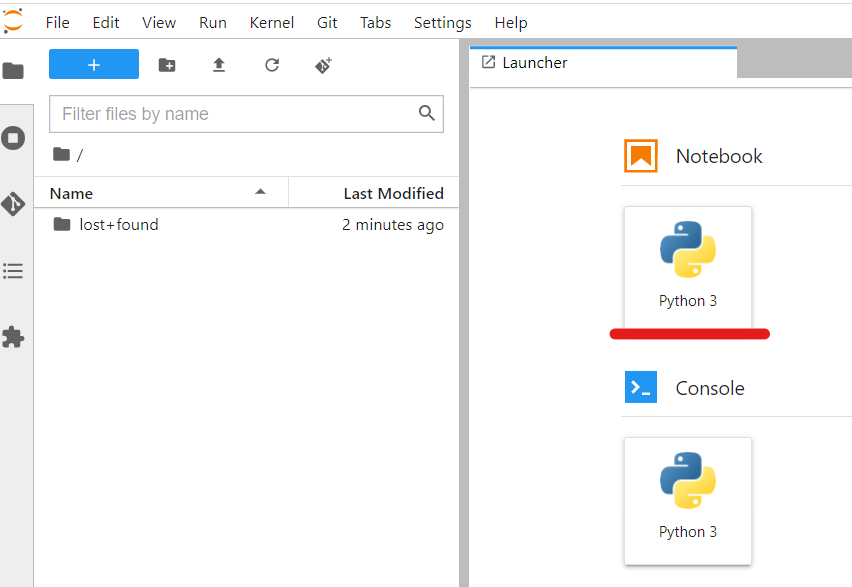 File Edit View Run Kernel Git Tabs Settings Help
Launcher
Filter files by name
/
Name Last Modified
lost+found 2 minutes ago
Notebook
Python 3
Console
Python 3